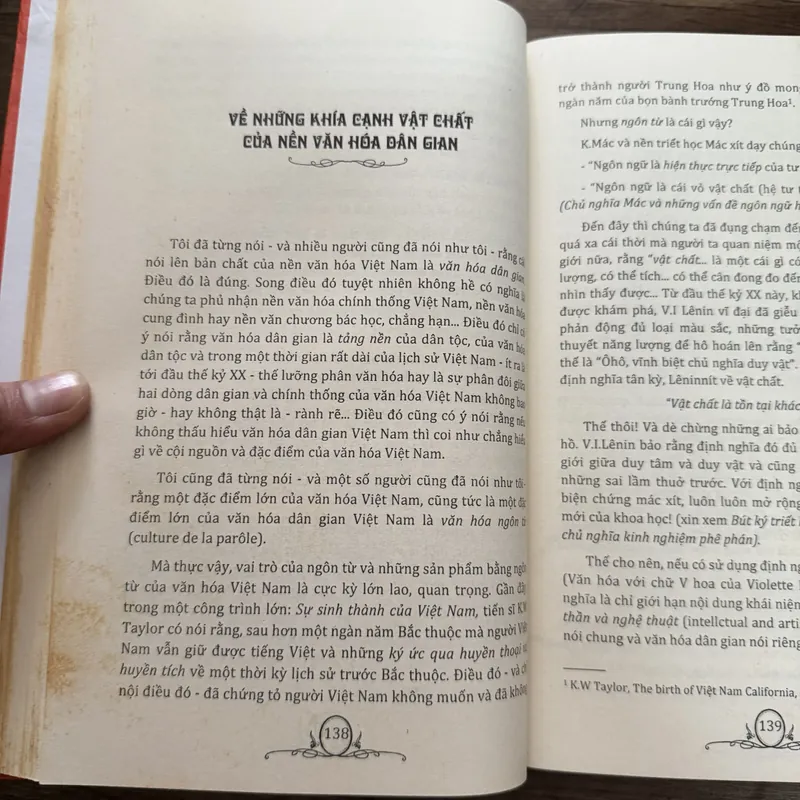 VỀ NHỮNG KHÍA CẠNH VẬT CHẤT
CỦA NỀN VĂN HÓA DÂN GIAN
Tôi đã từng nói - và nhiều người cũng đã nói như tôi - rằng cái
nói lên bản chất của nền văn hóa Việt Nam là văn hóa dân gian.
Điều đó là đúng. Song điều đó tuyệt nhiên không hề có nghĩa là
chúng ta phủ nhận nền văn hóa chính thống Việt Nam, nền văn hóa
cung đình hay nền văn chương bác học, chẳng hạn... Điều đó chỉ có
ý nói rằng văn hóa dân gian là tảng nền của dân tộc, của văn hóa
dân tộc và trong một thời gian rất dài của lịch sử Việt Nam - ít ra là
tới đầu thế kỷ XX - thế lưỡng phân văn hóa hay là sự phân đôi giữa
hai dòng dân gian và chính thống của văn hóa Việt Nam không bao
giờ - hay không thật là - rành rẽ... Điều đó cũng có ý nói rằng nếu
không thấu hiểu văn hóa dân gian Việt Nam thì coi như chẳng hiểu
gì về cội nguồn và đặc điểm của văn hóa Việt Nam.
Tôi cũng đã từng nói - và một số người cũng đã nói như tôi-
rằng một đặc điểm lớn của văn hóa Việt Nam, cũng tức là một đặc
điểm lớn của văn hóa dân gian Việt Nam là văn hóa ngôn từ
(culture de la parôle).
Mà thực vậy, vai trò của ngôn từ và những sản phẩm bằng ngôn
từ của văn hóa Việt Nam là cực kỳ lớn lao, quan trọng. Gần đây
trong một công trình lớn: Sự sinh thành của Việt Nam, tiến sĩ K.W
Taylor có nói rằng, sau hơn một ngàn năm Bắc thuộc mà người Việt
Nam vẫn giữ được tiếng Việt và những ký ức qua huyền thoại và
huyền tích về một thời kỳ lịch sử trước Bắc thuộc. Điều đó - và chỉ
nội điều đó - đã chứng tỏ người Việt Nam không muốn và đã không
138
trở thành người Trung Hoa như ý đồ mong
ngàn năm của bọn bành trướng Trung Hoa¹.
Nhưng ngôn từ là cái gì vậy?
K.Mác và nền triết học Mác xít dạy chúng
- "Ngôn ngữ là hiện thực trực tiếp của tư
- "Ngôn ngữ là cái vỏ vật chất (hệ tư t
(Chủ nghĩa Mác và những vấn đề ngôn ngữ h
Đến đây thì chúng ta đã đụng chạm đến
quá xa cái thời mà người ta quan niệm mộ
giới nữa, rằng "vật chất... là một cái gì có
lượng, có thể tích... có thể cân đong đo đến
nhìn thấy được... Từ đầu thế kỷ XX này, kh
được khám phá, V.I Lênin vĩ đại đã giễu
phản động đủ loại màu sắc, những tưởn
thuyết năng lượng để hô hoán lên rằng "
thế là "Ôhô, vĩnh biệt chủ nghĩa duy vật".
định nghĩa tân kỳ, Lêninnít về vật chất.
"Vật chất là tồn tại khác
Thế thôi! Và dè chừng những ai bảo
hồ. V.I.Lênin bảo rằng định nghĩa đó đủ
giới giữa duy tâm và duy vật và cũng
những sai lầm thuở trước. Với định ng
biện chứng mác xít, luôn luôn mở rộng
mới của khoa học! (xin xem Bút ký triết
chủ nghĩa kinh nghiệm phê phán).
Thế cho nên, nếu có sử dụng định ng
(Văn hóa với chữ V hoa của Violette
nghĩa là chỉ giới hạn nội dung khái niệm
thần và nghệ thuật (intellctual and arti
nói chung và văn hóa dân gian nói riêng
¹ K.W Taylor, The birth of Việt Nam California,
139